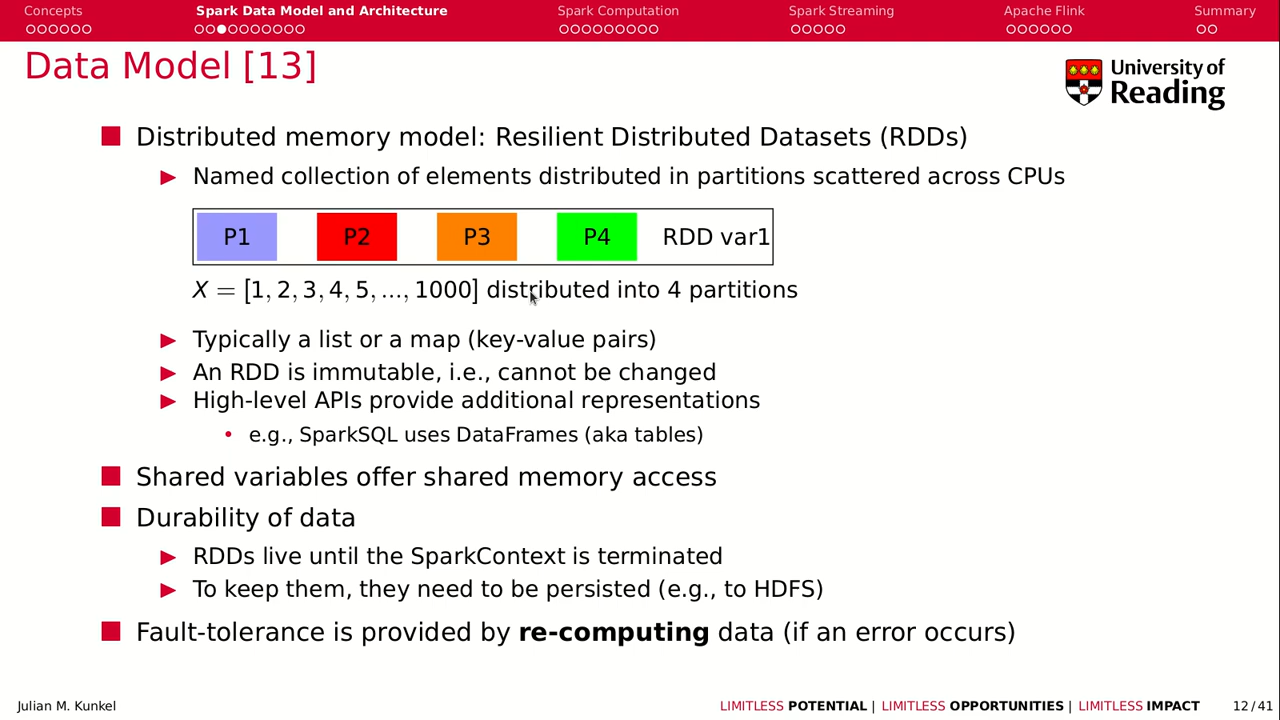 Concepts Spark Data Model and Architecture Spark Computation Spark Streaming Apache Flink Summary
Data Model [13]
University of
Reading
Distributed memory model: Resilient Distributed Datasets (RDDs)
Named collection of elements distributed in partitions scattered across CPUs
P1 P2 P3 P4 RDD var1
X = [1, 2, 3, 4, 5, ..., 1000] distributed into 4 partitions
Typically a list or a map (key-value pairs)
An RDD is immutable, i.e., cannot be changed
High-level APIs provide additional representations
e.g., SparkSQL uses DataFrames (aka tables)
Shared variables offer shared memory access
Durability of data
RDDs live until the SparkContext is terminated
To keep them, they need to be persisted (e.g., to HDFS)
Fault-tolerance is provided by re-computing data (if an error occurs)
Julian M. Kunkel LIMITLESS POTENTIAL | LIMITLESS OPPORTUNITIES | LIMITLESS IMPACT 12/41